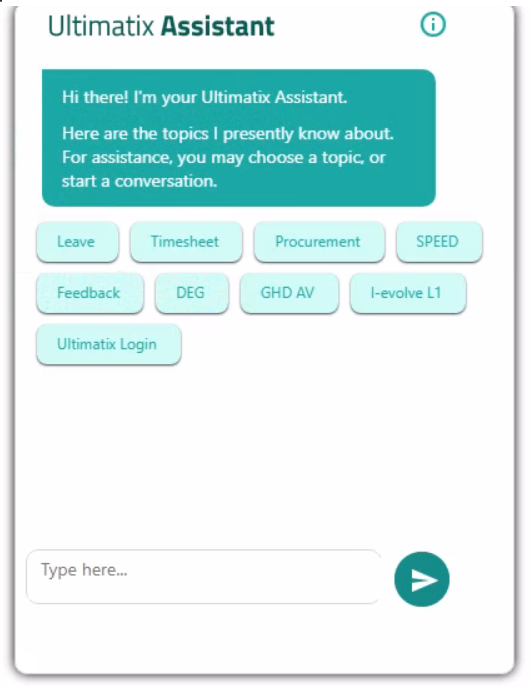 Ultimatix Assistant
Hi there! I'm your Ultimatix Assistant.
Here are the topics I presently know about.
For assistance, you may choose a topic, or
start a conversation.
Leave Timesheet Procurement SPEED
Feedback DEG GHD AV I-evolve L1
Ultimatix Login
Type here...